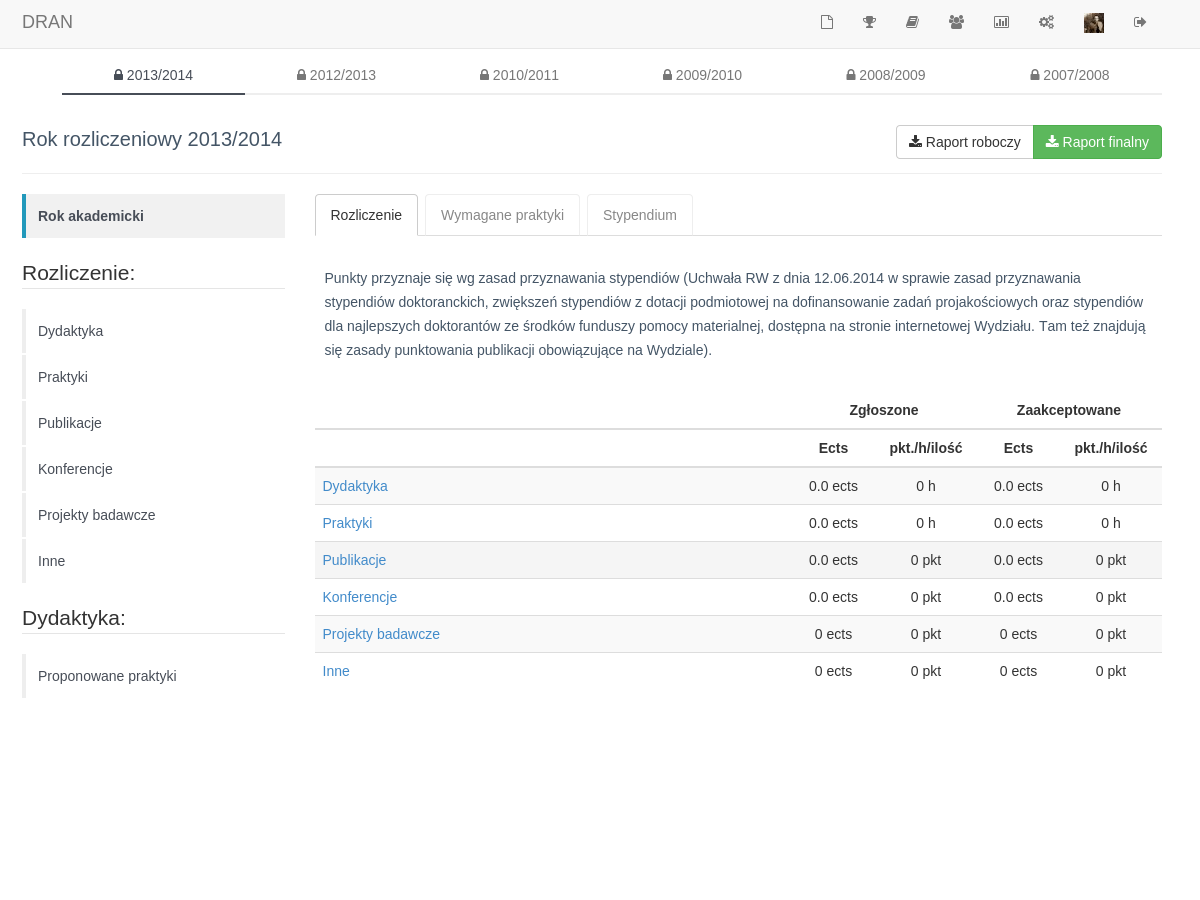 DRAN
2013/2014 2012/2013 2010/2011 2009/2010 2008/2009 2007/2008
Rok rozliczeniowy 2013/2014
Raport roboczy Raport finalny
Rok akademicki
Rozliczenie:
Dydaktyka
Praktyki
Publikacje
Konferencje
Projekty badawcze
Inne
Dydaktyka:
Proponowane praktyki
Rozliczenie Wymagane praktyki Stypendium
Punkty przyznaje się wg zasad przyznawania stypendiów (Uchwała RW z dnia 12.06.2014 w sprawie zasad przyznawania
stypendiów doktoranckich, zwiększeń stypendiów z dotacji podmiotowej na dofinansowanie zadań projakościowych oraz stypendiów
dla najlepszych doktorantów ze środków funduszy pomocy materialnej, dostępna na stronie internetowej Wydziału. Tam też znajdują
się zasady punktowania publikacji obowiązujące na Wydziale).
Zgłoszone Zaakceptowane
Ects pkt./h/ilość Ects pkt./h/ilość
Dydaktyka 0.0 ects 0 h 0.0 ects 0 h
Praktyki 0.0 ects 0 h 0.0 ects 0 h
Publikacje 0.0 ects 0 pkt 0.0 ects 0 pkt
Konferencje 0.0 ects 0 pkt 0.0 ects 0 pkt
Projekty badawcze 0 ects 0 pkt 0 ects 0 pkt
Inne 0 ects 0 pkt 0 ects 0 pkt